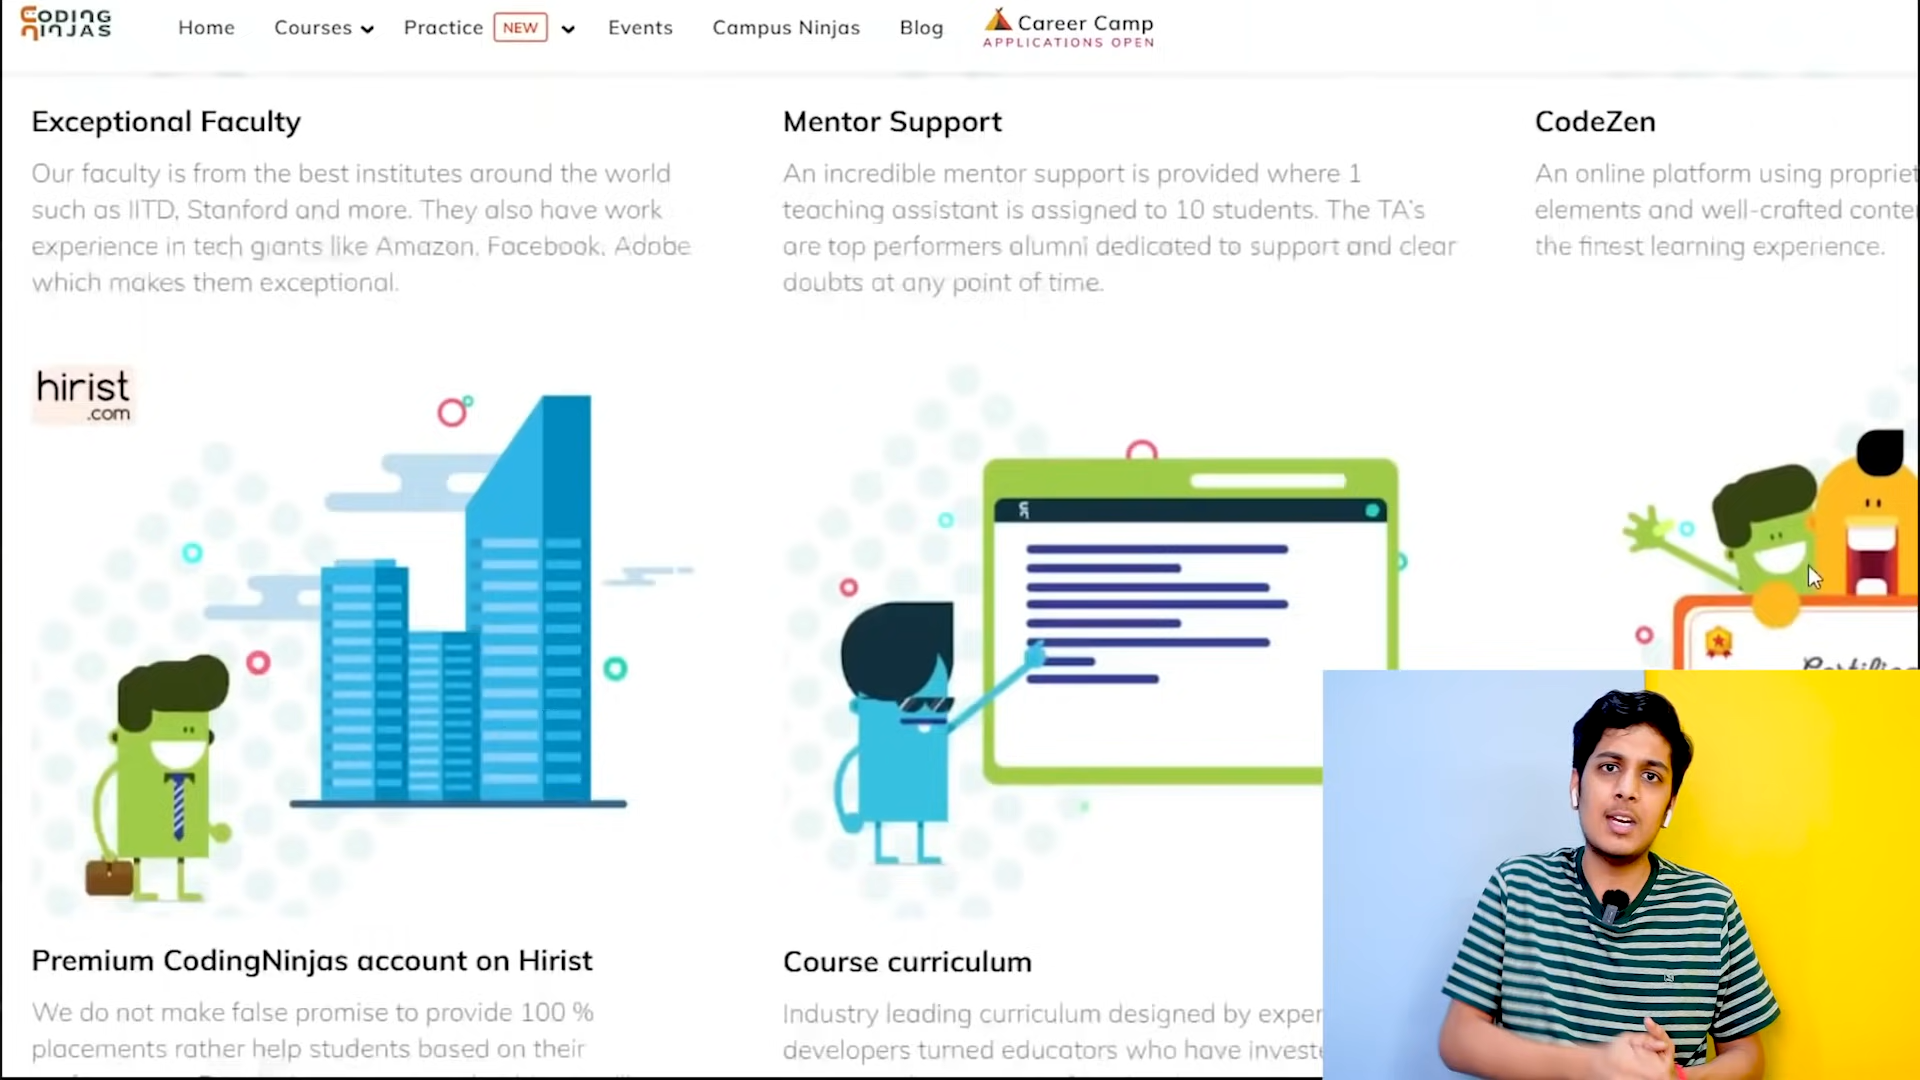 CODING
NINJAS
Home
Courses
Practice
NEW
Events
Campus Ninjas
Blog
Career Camp
APPLICATIONS OPEN
Exceptional Faculty
Our faculty is from the best institutes around the world
such as IITD, Stanford and more. They also have work
experience in tech giants like Amazon, Facebook, Adobe
which makes them exceptional.
Mentor Support
An incredible mentor support is provided where 1
teaching assistant is assigned to 10 students. The TA's
are top performers alumni dedicated to support and clear
doubts at any point of time.
CodeZen
An online platform using propriet
elements and well-crafted conte
the finest learning experience.
hirist
.com
Premium CodingNinjas account on Hirist
We do not make false promise to provide 100 %
placements rather help students based on their
Course curriculum
Industry leading curriculum designed by exper
developers turned educators who have investe